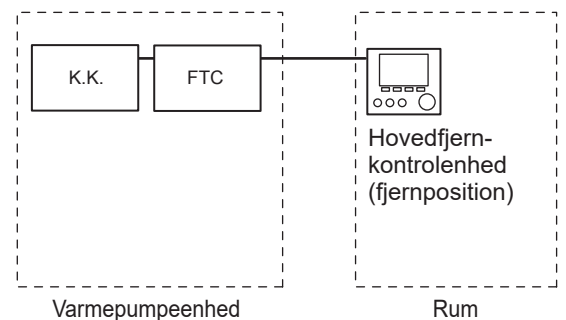 K.K.
FTC
Hovedfjern-
kontrolenhed
(fjernposition)
Varmepumpeenhed
Rum